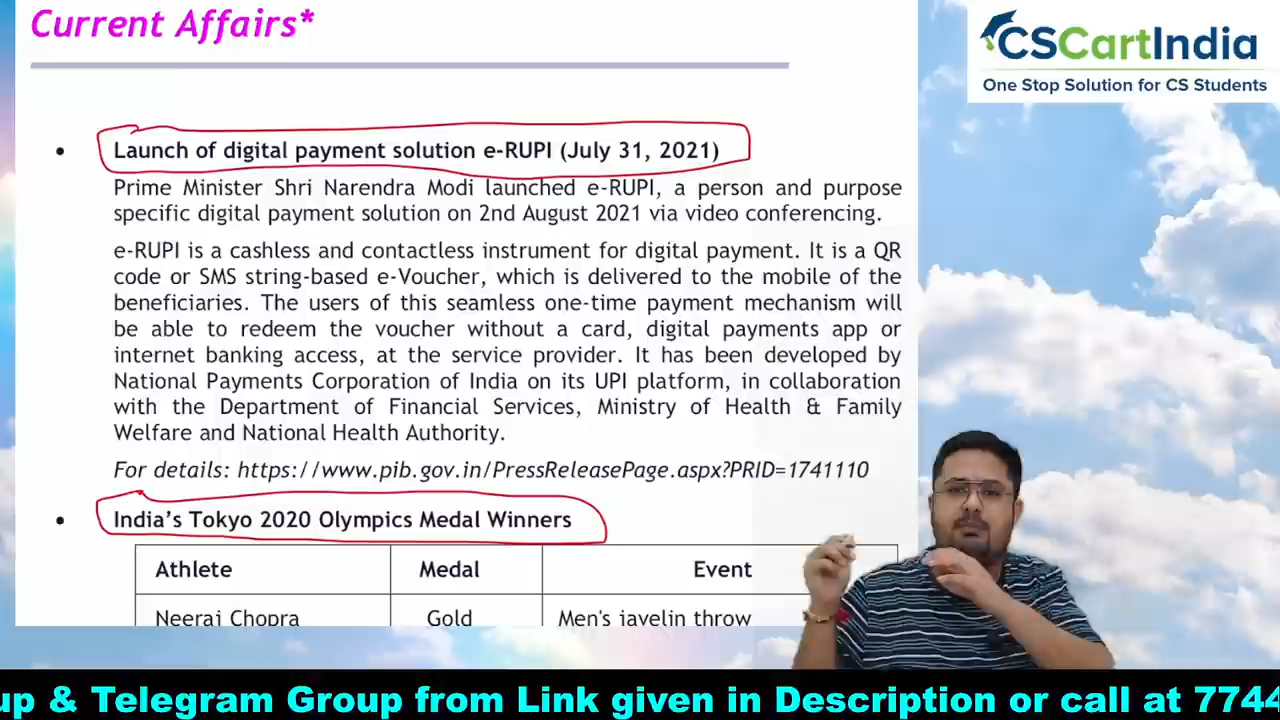 Current Affairs*
CSCartIndia
One Stop Solution for CS Students
• Launch of digital payment solution e-RUPI (July 31, 2021)
Prime Minister Shri Narendra Modi launched e-RUPI, a person and purpose
specific digital payment solution on 2nd August 2021 via video conferencing.
e-RUPI is a cashless and contactless instrument for digital payment. It is a QR
code or SMS string-based e-Voucher, which is delivered to the mobile of the
beneficiaries. The users of this seamless one-time payment mechanism will
be able to redeem the voucher without a card, digital payments app or
internet banking access, at the service provider. It has been developed by
National Payments Corporation of India on its UPI platform, in collaboration
with the Department of Financial Services, Ministry of Health & Family
Welfare and National Health Authority.
For details: https://www.pib.gov.in/PressReleasePage.aspx?PRID=1741110
• India's Tokyo 2020 Olympics Medal Winners
Athlete Medal Event
Neeraj Chopra Gold Men's javelin throw
up & Telegram Group from Link given in Description or call at 7744